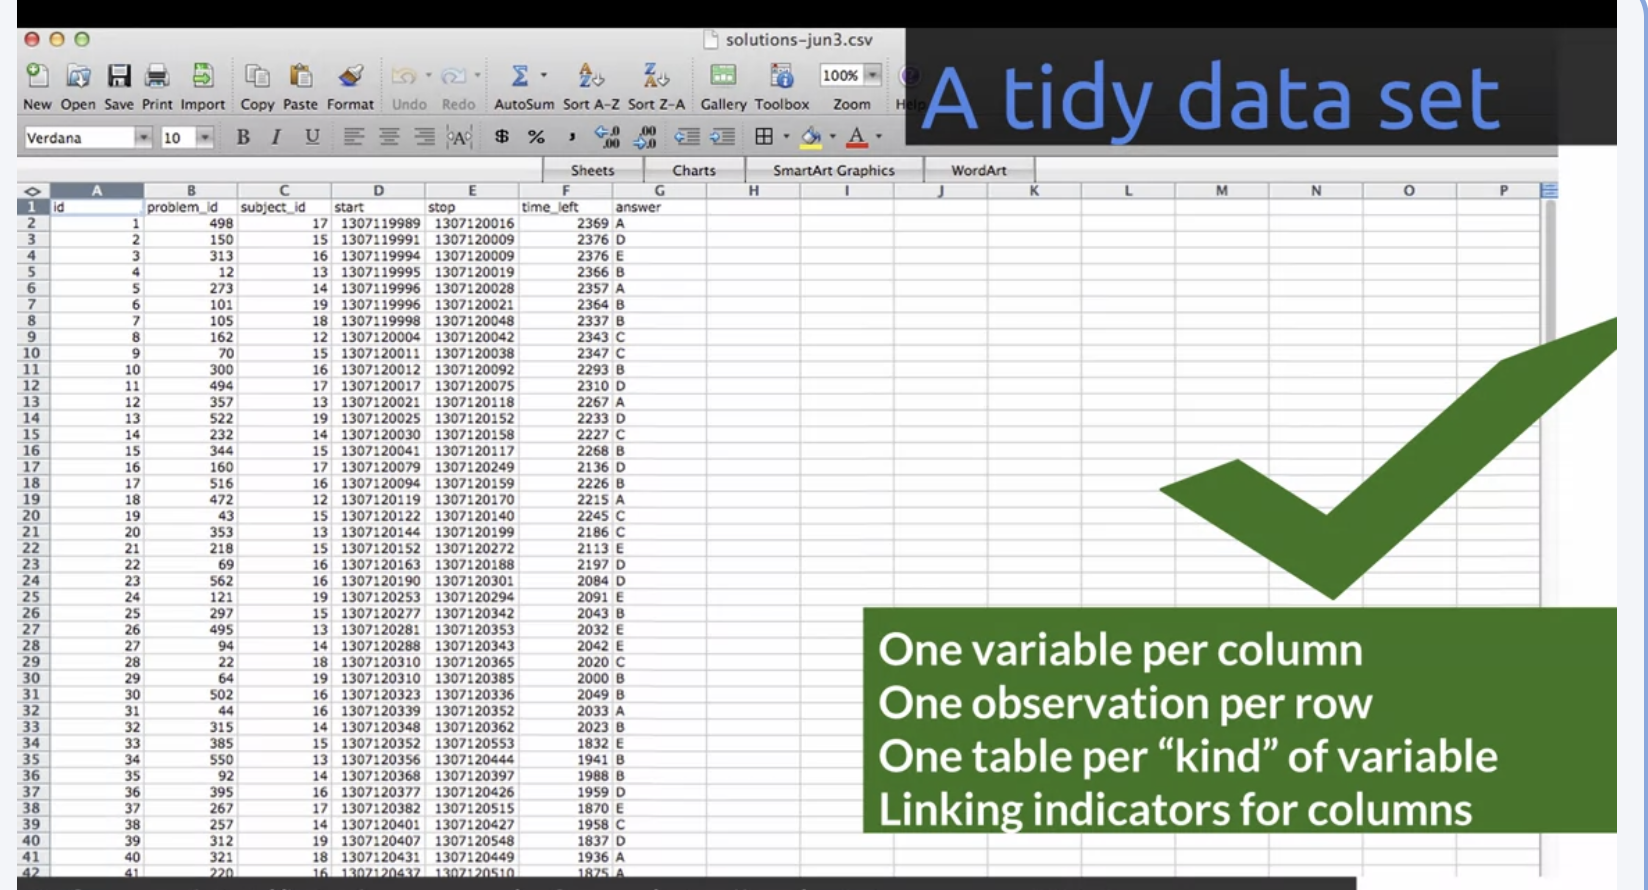 solutions-jun3.csv
A tidy data set
100%
New Open Save Print Import Copy Paste Format Undo Redo AutoSum Sort A-Z Sort Z-A Gallery Toolbox Zoom
Verdana 10 B I U $ %
Sheets Charts SmartArt Graphics WordArt
A B C D E F G H I J K L M N O P
1 id problem_id subject_id start stop time_left answer
2 1 498 17 1307119989 1307120016 2369 A
3 2 150 15 1307119991 1307120009 2376 D
4 3 313 16 1307119994 1307120009 2376 E
5 4 12 13 1307119995 1307120019 2366 B
6 5 273 14 1307119996 1307120028 2357 A
7 6 101 19 1307119996 1307120021 2364 B
8 7 105 18 1307119998 1307120048 2337 B
9 8 162 12 1307120004 1307120042 2343 C
10 9 70 15 1307120011 1307120038 2347 C
11 10 300 16 1307120012 1307120092 2293 B
12 11 494 17 1307120017 1307120075 2310 D
13 12 357 13 1307120021 1307120118 2267 A
14 13 522 19 1307120025 1307120152 2233 D
15 14 232 14 1307120030 1307120158 2227 C
16 15 344 15 1307120041 1307120117 2268 B
17 16 160 17 1307120079 1307120249 2136 D
18 17 516 16 1307120094 1307120159 2226 B
19 18 472 12 1307120119 1307120170 2215 A
20 19 43 15 1307120122 1307120140 2245 C
21 20 353 13 1307120144 1307120199 2186 C
22 21 218 15 1307120152 1307120272 2113 E
23 22 69 16 1307120163 1307120188 2197 D
24 23 562 16 1307120190 1307120301 2084 D
25 24 121 19 1307120253 1307120294 2091 E
26 25 297 15 1307120277 1307120342 2043 B
27 26 495 13 1307120281 1307120353 2032 E
28 27 94 14 1307120288 1307120343 2042 E
29 28 22 18 1307120310 1307120365 2020 C
30 29 64 19 1307120310 1307120385 2000 B
31 30 502 16 1307120323 1307120336 2049 B
32 31 44 16 1307120339 1307120352 2033 A
33 32 315 14 1307120348 1307120362 2023 B
34 33 385 15 1307120352 1307120553 1832 E
35 34 550 13 1307120356 1307120444 1941 B
36 35 92 14 1307120368 1307120397 1988 B
37 36 395 16 1307120377 1307120426 1959 D
38 37 267 17 1307120382 1307120515 1870 E
39 38 257 14 1307120401 1307120427 1958 C
40 39 312 19 1307120407 1307120548 1837 D
41 40 321 18 1307120431 1307120449 1936 A
42 41 220 16 1307120437 1307120510 1875 A
One variable per column
One observation per row
One table per “kind” of variable
Linking indicators for columns